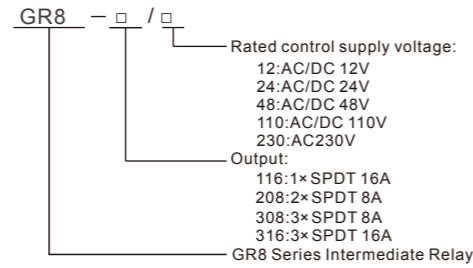 GR8 — □ / □
Rated control supply voltage:
12:AC/DC 12V
24:AC/DC 24V
48:AC/DC 48V
110:AC/DC 110V
230:AC230V
Output:
116:1×SPDT 16A
208:2×SPDT 8A
308:3×SPDT 8A
316:3×SPDT 16A
GR8 Series Intermediate Relay